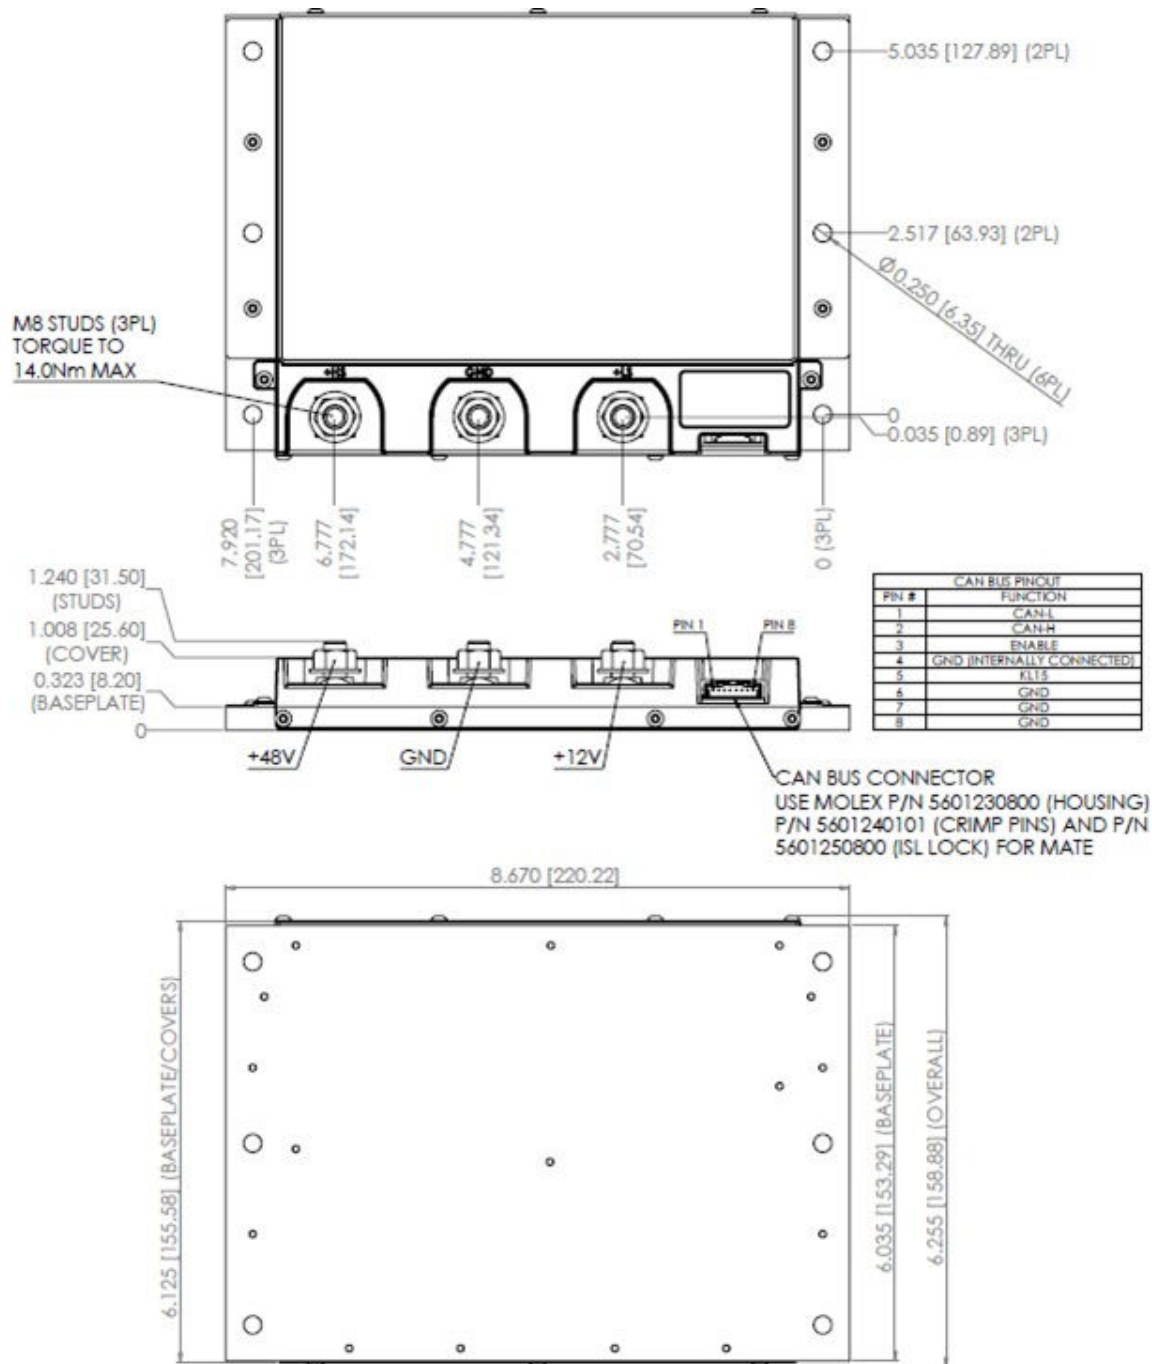 5.035 [127.89] (2PL)
2.517 [63.93] (2PL)
Ø0.250 [6.35] THRU (6PL)
M8 STUDS (3PL)
TORQUE TO
14.0Nm MAX
+HS
GND
+LS
0
0.035 [0.89] (3PL)
7.920
[201.17]
(3PL)
6.777
[172.14]
4.777
[121.34]
2.777
[70.54]
0 (3PL)
1.240 [31.50]
(STUDS)
1.008 [25.60]
(COVER)
0.323 [8.20]
(BASEPLATE)
0
PIN 1
PIN 8
+48V
GND
+12V
CAN BUS PINOUT
PIN # FUNCTION
1 CAN-L
2 CAN-H
3 ENABLE
4 GND (INTERNALLY CONNECTED)
5 KL15
6 GND
7 GND
8 GND
CAN BUS CONNECTOR
USE MOLEX P/N 5601230800 (HOUSING)
P/N 5601240101 (CRIMP PINS) AND P/N
5601250800 (ISL LOCK) FOR MATE
8.670 [220.22]
6.125 [155.58] (BASEPLATE/COVERS)
6.035 [153.29] (BASEPLATE)
6.255 [158.88] (OVERALL)